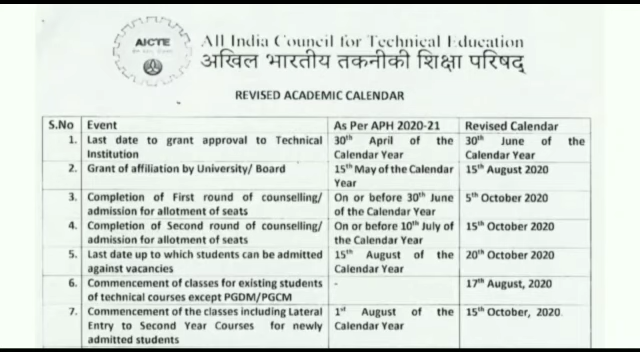 AICTE
All India Council for Technical Education
अखिल भारतीय तकनीकी शिक्षा परिषद्
REVISED ACADEMIC CALENDAR
S.No Event As Per APH 2020-21 Revised Calendar
1. Last date to grant approval to Technical 30th April of the 30th June of the
Institution Calendar Year Calendar Year
2. Grant of affiliation by University/ Board 15th May of the Calendar 15th August 2020
Year
3. Completion of First round of counselling/ On or before 30th June 5th October 2020
admission for allotment of seats of the Calendar Year
4. Completion of Second round of counselling/ On or before 10th July of 15th October 2020
admission for allotment of seats the Calendar Year
5. Last date up to which students can be admitted 15th August of the 20th October 2020
against vacancies Calendar Year
6. Commencement of classes for existing students - 17th August, 2020
of technical courses except PGDM/PGCM
7. Commencement of the classes including Lateral 1st August of the 15th October, 2020.
Entry to Second Year Courses for newly Calendar Year
admitted students